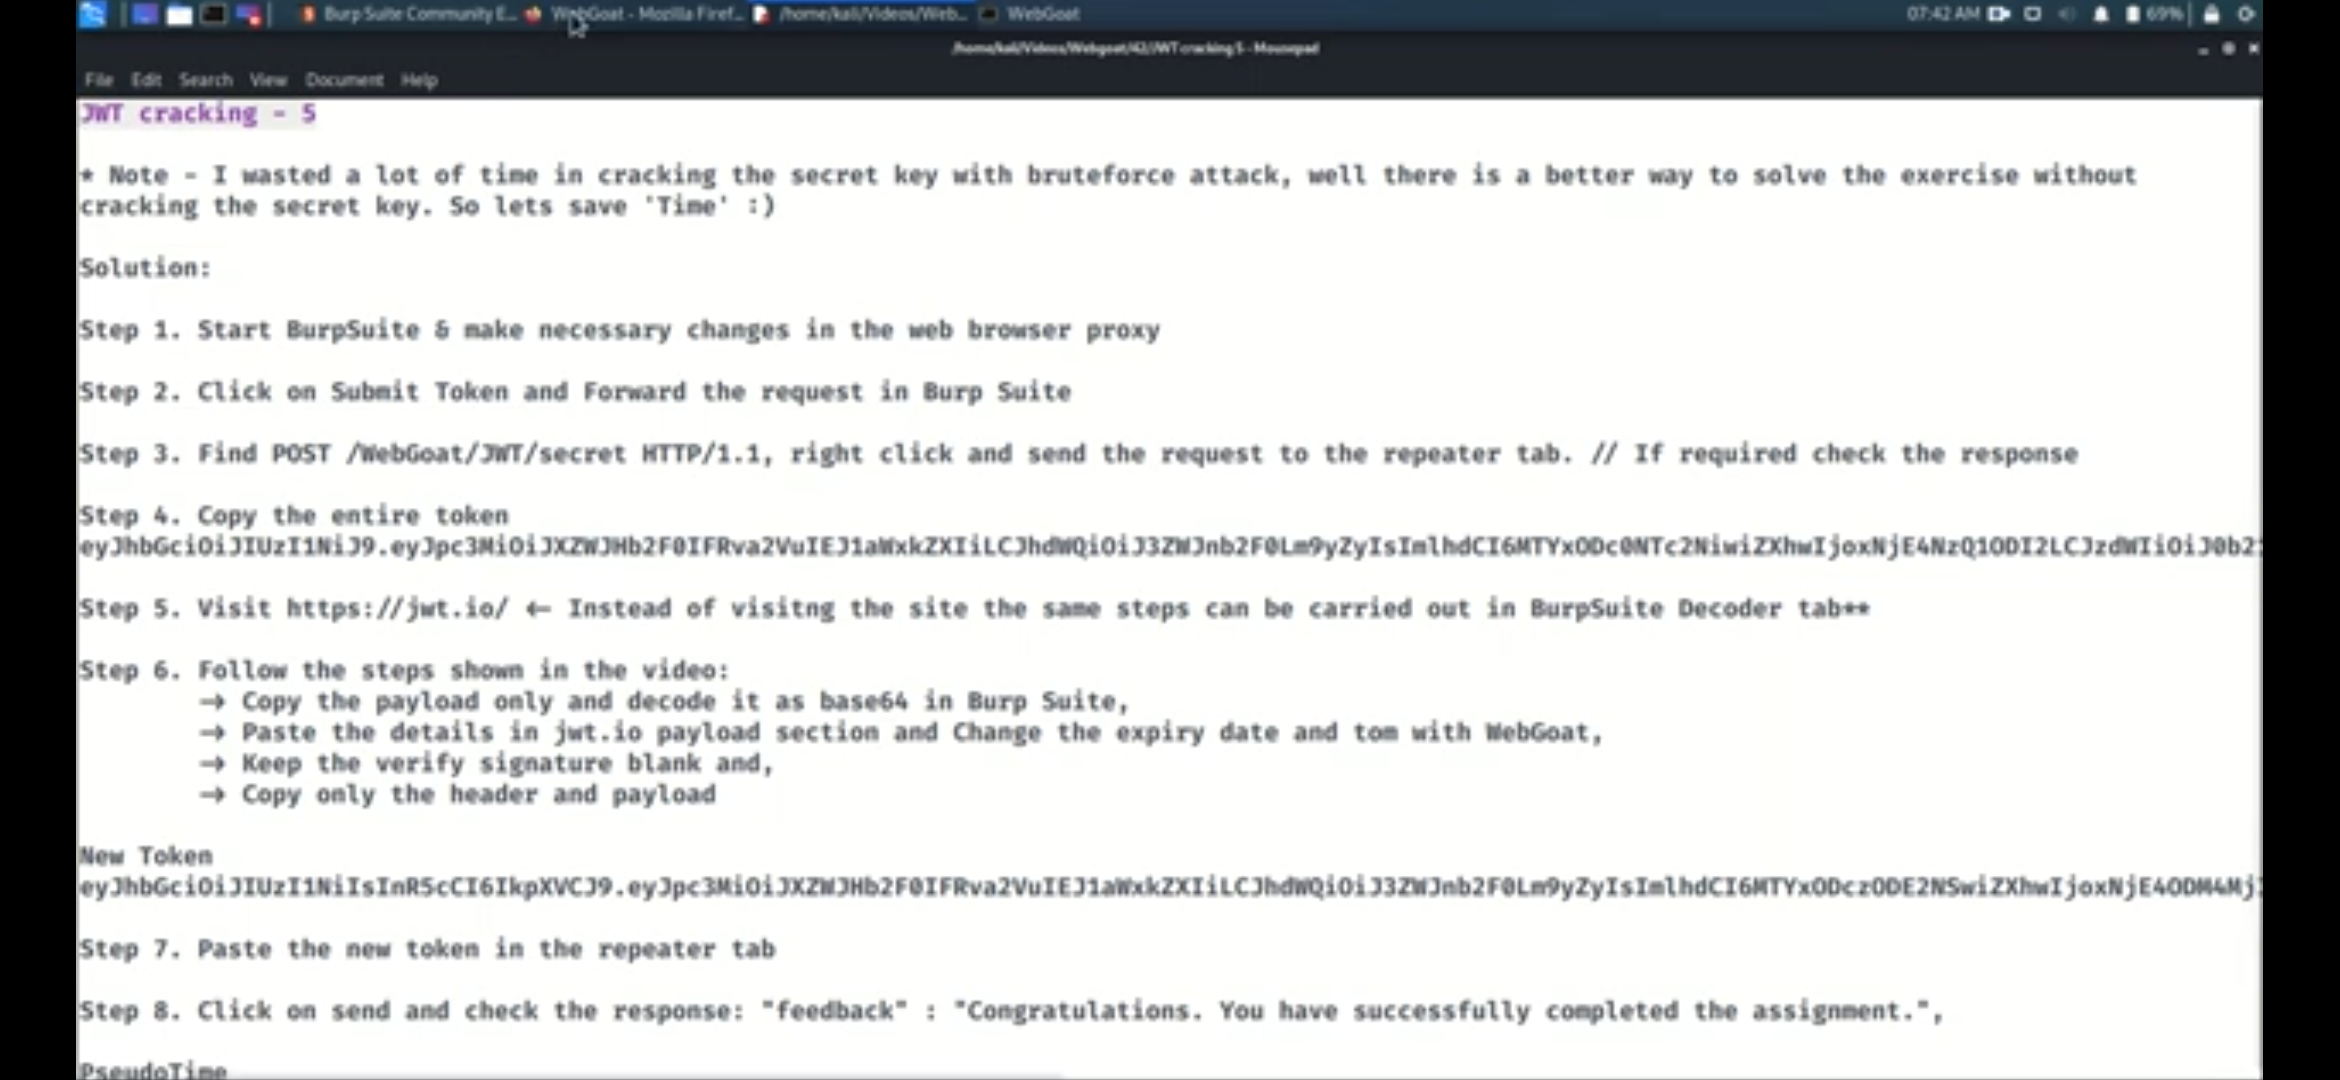 Burp Suite Community E... WebGoat - Mozilla Firef... /home/kali/Videos/Web... WebGoat 07:42 AM 69%
/home/kali/Videos/Webgoat/42/JWT cracking 5 - Mousepad
File Edit Search View Document Help
JWT cracking - 5
* Note - I wasted a lot of time in cracking the secret key with bruteforce attack, well there is a better way to solve the exercise without
cracking the secret key. So lets save 'Time' :)
Solution:
Step 1. Start BurpSuite & make necessary changes in the web browser proxy
Step 2. Click on Submit Token and Forward the request in Burp Suite
Step 3. Find POST /WebGoat/JWT/secret HTTP/1.1, right click and send the request to the repeater tab. // If required check the response
Step 4. Copy the entire token
eyJhbGciOiJIUzI1NiJ9.eyJpc3MiOiJXZWJHb2F0IFRva2VuIEJ1aWxkZXIiLCJhdWQiOiJ3ZWJnb2F0Lm9yZyIsImlhdCI6MTYxODc0NTc2NiwiZXhwIjoxNjE4NzQ1ODI2LCJzdWIiOiJ0b2
Step 5. Visit https://jwt.io/ ← Instead of visitng the site the same steps can be carried out in BurpSuite Decoder tab**
Step 6. Follow the steps shown in the video:
→ Copy the payload only and decode it as base64 in Burp Suite,
→ Paste the details in jwt.io payload section and Change the expiry date and tom with WebGoat,
→ Keep the verify signature blank and,
→ Copy only the header and payload
New Token
eyJhbGciOiJIUzI1NiIsInR5cCI6IkpXVCJ9.eyJpc3MiOiJXZWJHb2F0IFRva2VuIEJ1aWxkZXIiLCJhdWQiOiJ3ZWJnb2F0Lm9yZyIsImlhdCI6MTYxODczODE2NSwiZXhwIjoxNjE4ODM4Mj
Step 7. Paste the new token in the repeater tab
Step 8. Click on send and check the response: "feedback" : "Congratulations. You have successfully completed the assignment.",
PseudoTime